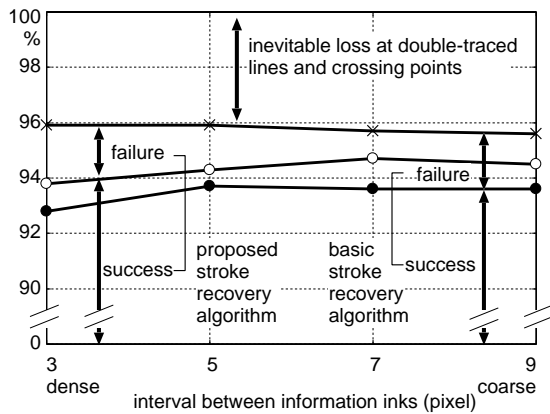 100
%
98
96
94
92
90
0
inevitable loss at double-traced
lines and crossing points
failure
failure
success
success
proposed
stroke
recovery
algorithm
basic
stroke
recovery
algorithm
3
5
7
9
dense
coarse
interval between information inks (pixel)